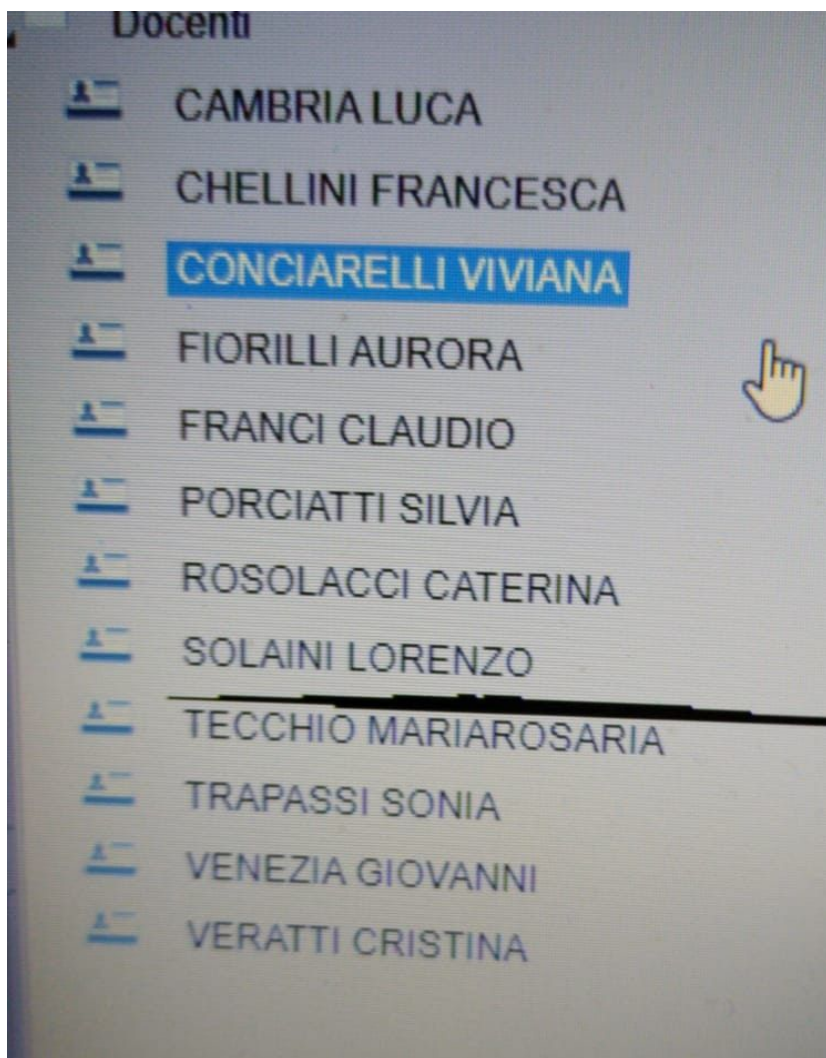 Docenti
CAMBRIA LUCA
CHELLINI FRANCESCA
CONCIARELLI VIVIANA
FIORILLI AURORA
FRANCI CLAUDIO
PORCIATTI SILVIA
ROSOLACCI CATERINA
SOLAINI LORENZO
TECCHIO MARIAROSARIA
TRAPASSI SONIA
VENEZIA GIOVANNI
VERATTI CRISTINA